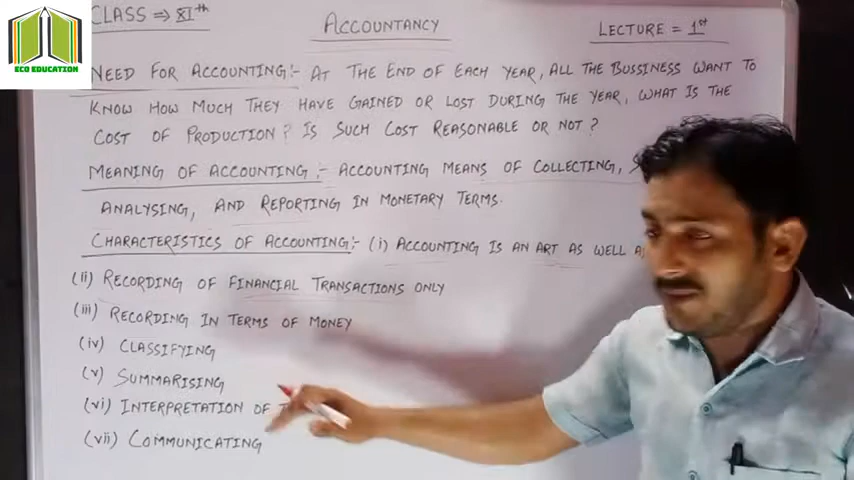 ECO EDUCATION
CLASS ⇒ XIth
ACCOUNTANCY
LECTURE = 1st
NEED FOR ACCOUNTING:- AT THE END OF EACH YEAR, ALL THE BUSSINESS WANT TO
KNOW HOW MUCH THEY HAVE GAINED OR LOST DURING THE YEAR, WHAT IS THE
COST OF PRODUCTION? IS SUCH COST REASONABLE OR NOT?
MEANING OF ACCOUNTING:- ACCOUNTING MEANS OF COLLECTING,
ANALYSING, AND REPORTING IN MONETARY TERMS.
CHARACTERISTICS OF ACCOUNTING:- (i) ACCOUNTING IS AN ART AS WELL
(ii) RECORDING OF FINANCIAL TRANSACTIONS ONLY
(iii) RECORDING IN TERMS OF MONEY
(iv) CLASSIFYING
(v) SUMMARISING
(vi) INTERPRETATION OF
(vii) COMMUNICATING